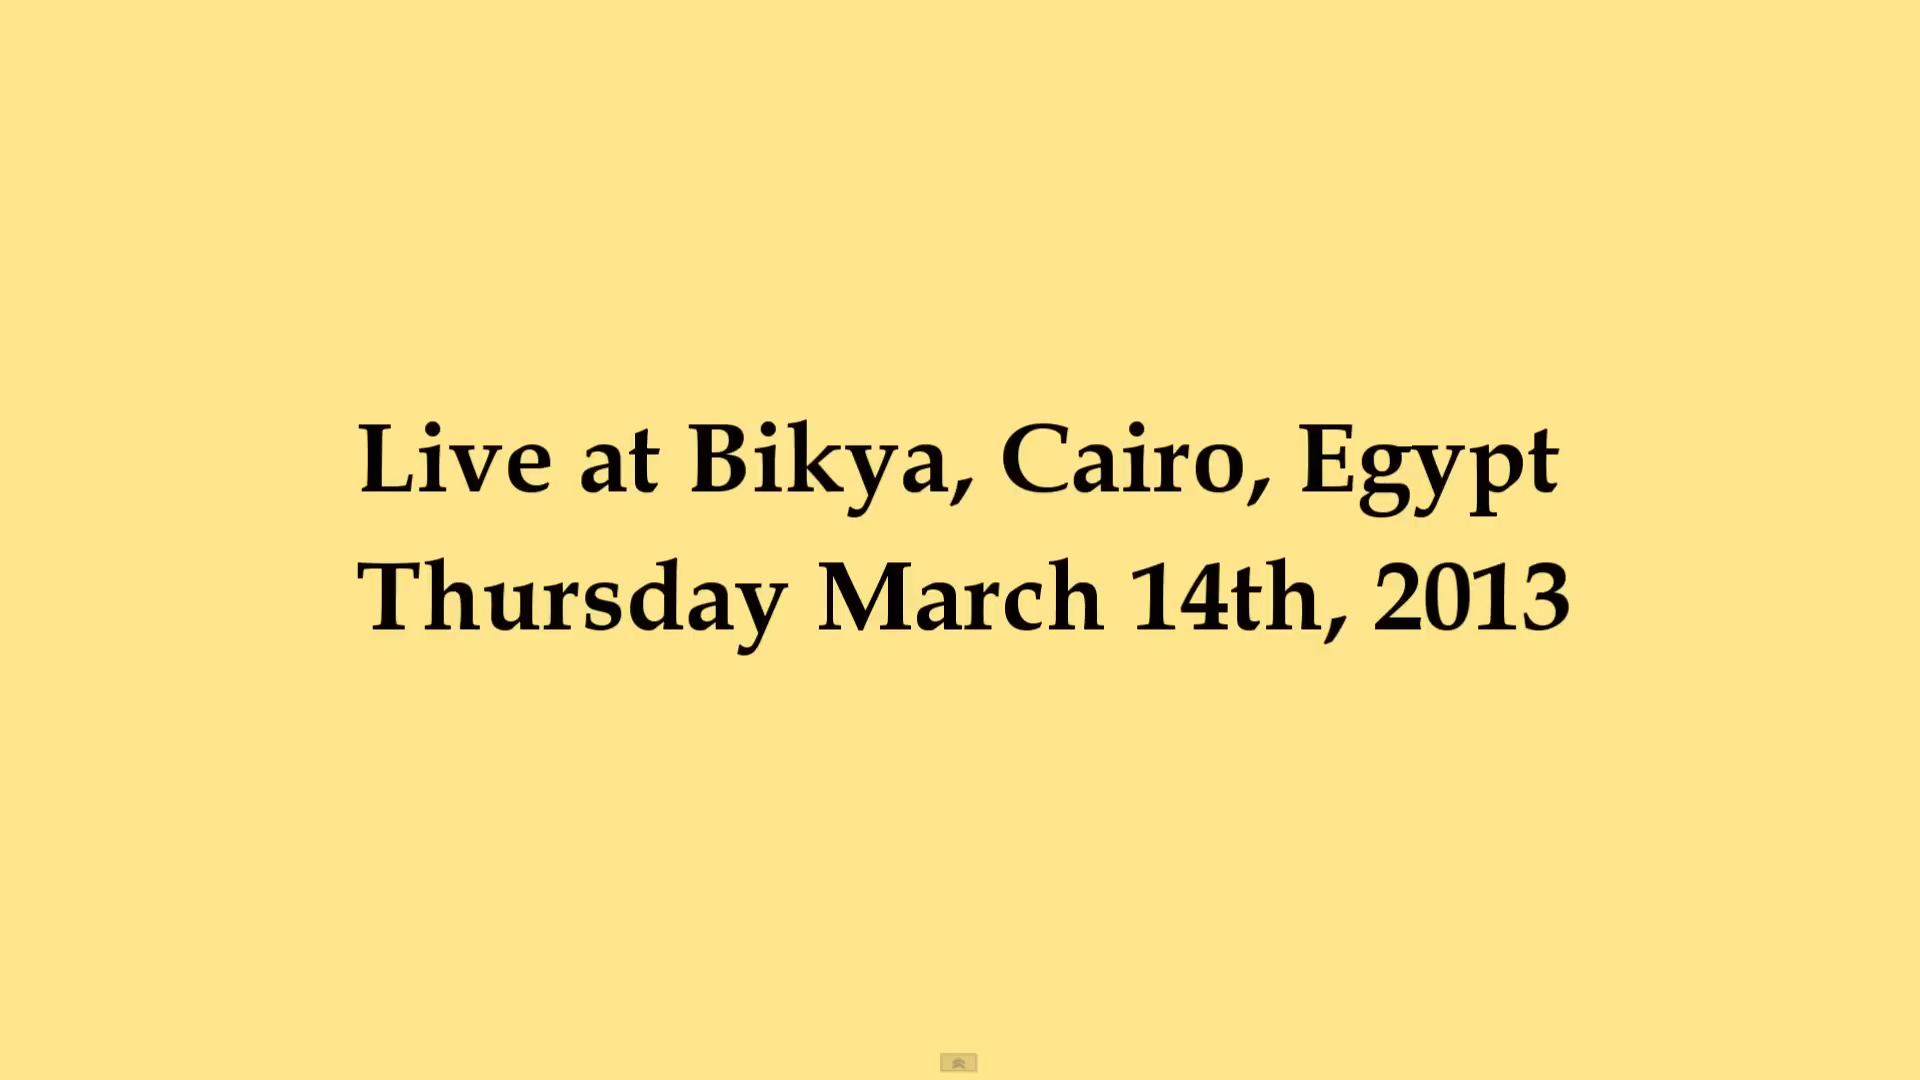 Live at Bikya, Cairo, Egypt
Thursday March 14th, 2013